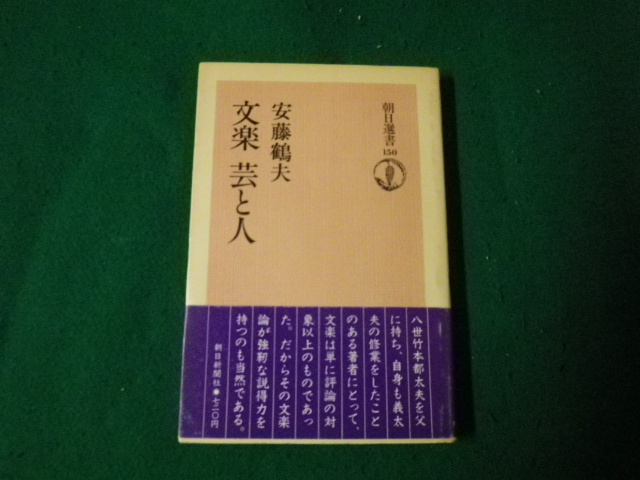 朝日選書
150
安藤鶴夫
文楽 芸と人
八世竹本都太夫を父
に持ち、自身も義太
夫の修業をしたこと
のある著者にとって、
文楽は単に評論の対
象以上のものであっ
た。だからその文楽
論が強靭な説得力を
持つのも当然である。
朝日新聞社●七二〇円